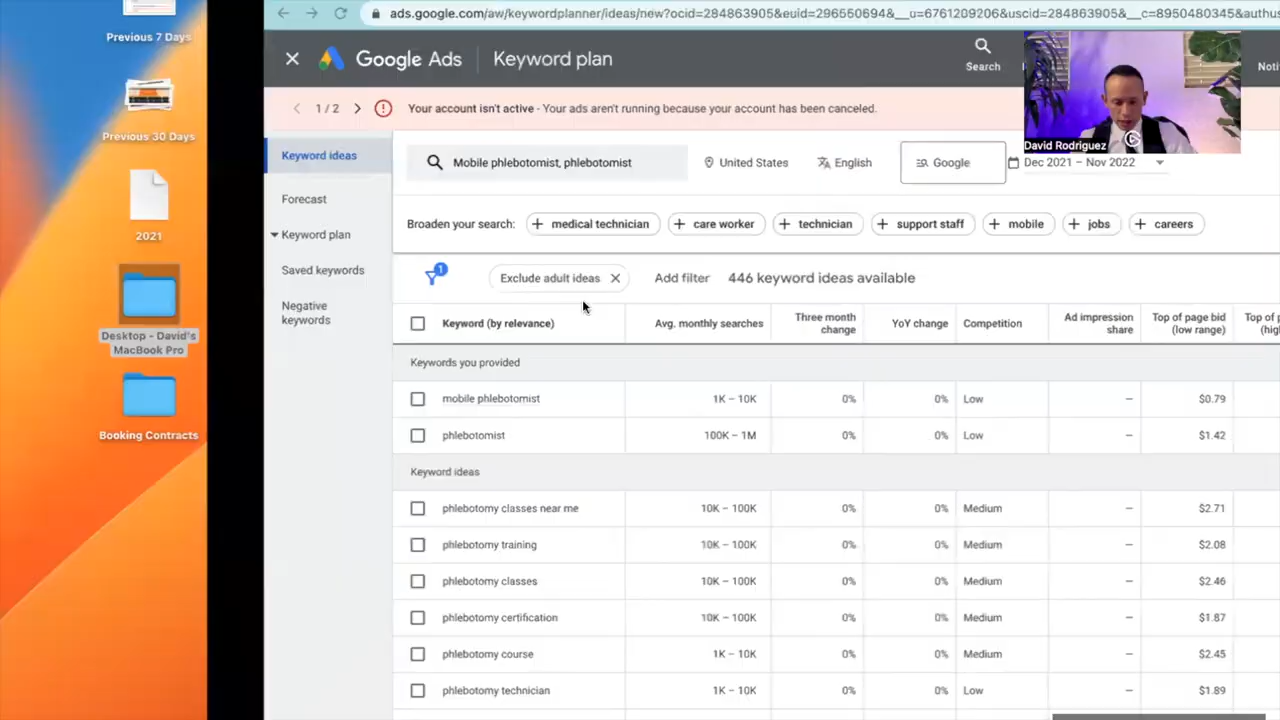 Previous 7 Days
Previous 30 Days
2021
Desktop - David's
MacBook Pro
Booking Contracts
ads.google.com/aw/keywordplanner/ideas/new?ocid=284863905&euid=296550694&__u=6761209206&uscid=284863905&__c=8950480345&authus
Google Ads
Keyword plan
Search
Noti
1 / 2
Your account isn't active - Your ads aren't running because your account has been canceled.
David Rodriguez
Keyword ideas
Forecast
Keyword plan
Saved keywords
Negative
keywords
Mobile phlebotomist, phlebotomist
United States
English
Google
Dec 2021 – Nov 2022
Broaden your search:
medical technician
care worker
technician
support staff
mobile
jobs
careers
1
Exclude adult ideas
Add filter
446 keyword ideas available
Keyword (by relevance)
Avg. monthly searches
Three month
change
YoY change
Competition
Ad impression
share
Top of page bid
(low range)
Top of p
(high
Keywords you provided
mobile phlebotomist 1K – 10K 0% 0% Low – $0.79
phlebotomist 100K – 1M 0% 0% Low – $1.42
Keyword ideas
phlebotomy classes near me 10K – 100K 0% 0% Medium – $2.71
phlebotomy training 10K – 100K 0% 0% Medium – $2.08
phlebotomy classes 10K – 100K 0% 0% Medium – $2.46
phlebotomy certification 10K – 100K 0% 0% Medium – $1.87
phlebotomy course 1K – 10K 0% 0% Medium – $2.45
phlebotomy technician 1K – 10K 0% 0% Low – $1.89